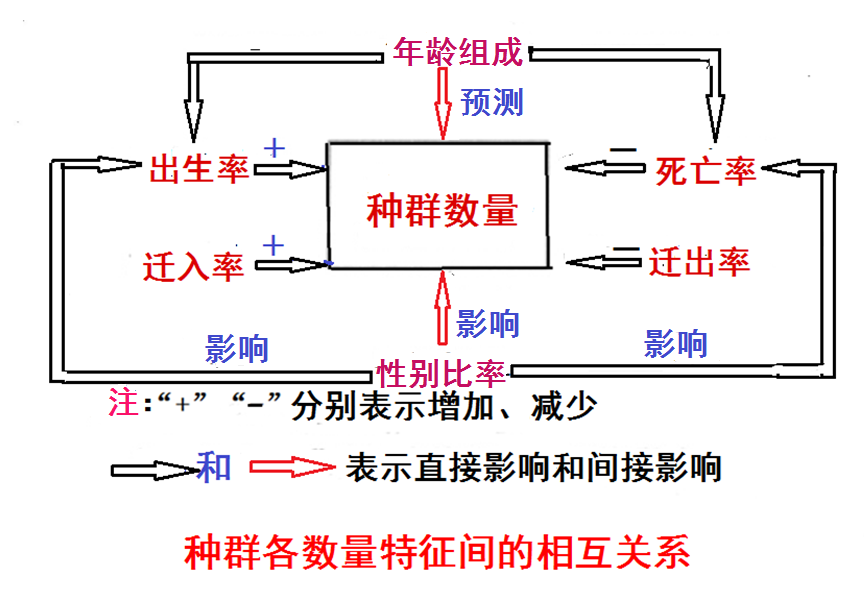 年龄组成
预测
出生率 + − 死亡率
种群数量
迁入率 + − 迁出率
影响 影响 影响
性别比率
注:“+”“−”分别表示增加、减少
和 表示直接影响和间接影响
种群各数量特征间的相互关系